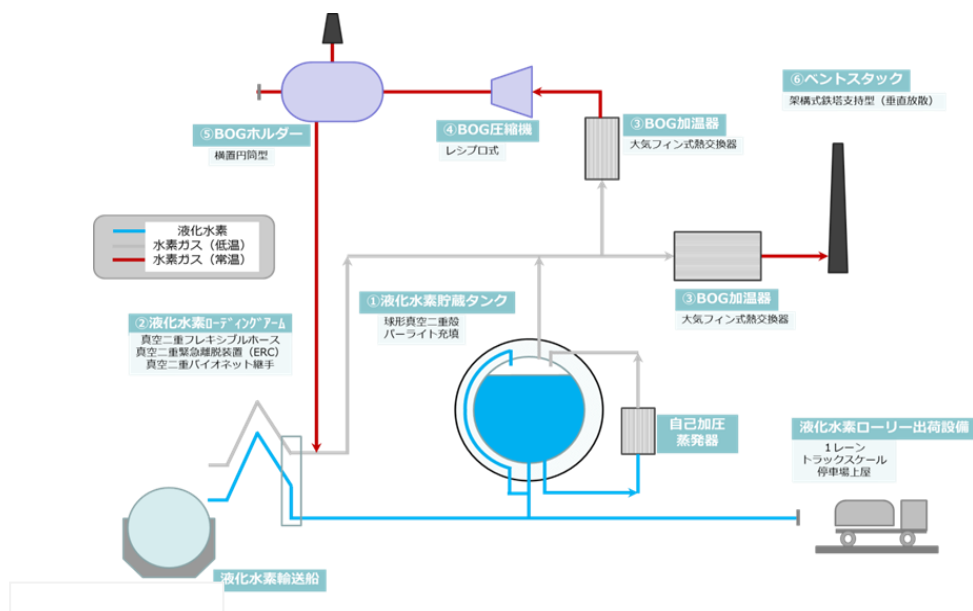 ⑥ベントスタック
架構式鉄塔支持型（垂直放散）
⑤BOGホルダー
横置円筒型
④BOG圧縮機
レシプロ式
③BOG加温器
大気フィン式熱交換器
液化水素
水素ガス（低温）
水素ガス（常温）
①液化水素貯蔵タンク
球形真空二重殻
パーライト充填
③BOG加温器
大気フィン式熱交換器
②液化水素ﾛｰﾃﾞｨﾝｸﾞｱｰﾑ
真空二重フレキシブルホース
真空二重緊急離脱装置（ERC）
真空二重バイオネット継手
自己加圧
蒸発器
液化水素ローリー出荷設備
１レーン
トラックスケール
停車場上屋
液化水素輸送船